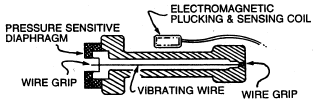 ELECTROMAGNETIC
PLUCKING & SENSING COIL
PRESSURE SENSITIVE
DIAPHRAGM
WIRE GRIP
VIBRATING WIRE
WIRE GRIP